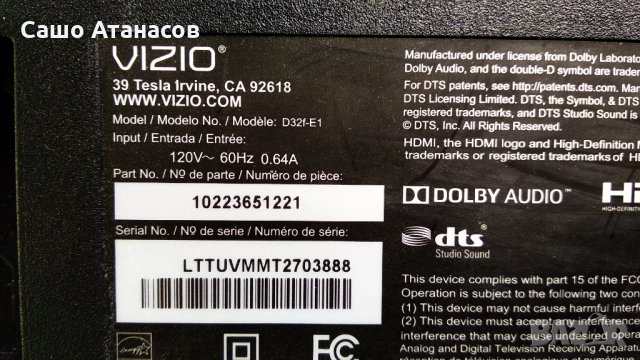 Сашо Атанасов
VIZIO®
39 Tesla Irvine, CA 92618
WWW.VIZIO.COM
Model / Modelo No. / Modèle: D32f-E1
Input / Entrada / Entrée:
120V~ 60Hz 0.64A
Part No. / Nº de parte / Numéro de pièce:
10223651221
Serial No. / Nº de serie / Numéro de série:
LTTUVMMT2703888
Manufactured under license from Dolby
Dolby Audio, and the double-D symbol are
For DTS patents, see http://patents.dts.com.
DTS Licensing Limited. DTS, the Symbol, & DTS
registered trademarks, and DTS Studio Sound is
© DTS, Inc. All Rights Reserved.
HDMI, the HDMI logo and High-Definition
trademarks or registered trademarks of
DOLBY AUDIO™
HIGH-DEFINITION
dts
Studio Sound
This device complies with part 15 of the FCC
Operation is subject to the following two
(1) This device may not cause harmful
(2) This device must accept any interference
Analog and Digital Television Receiving
FC